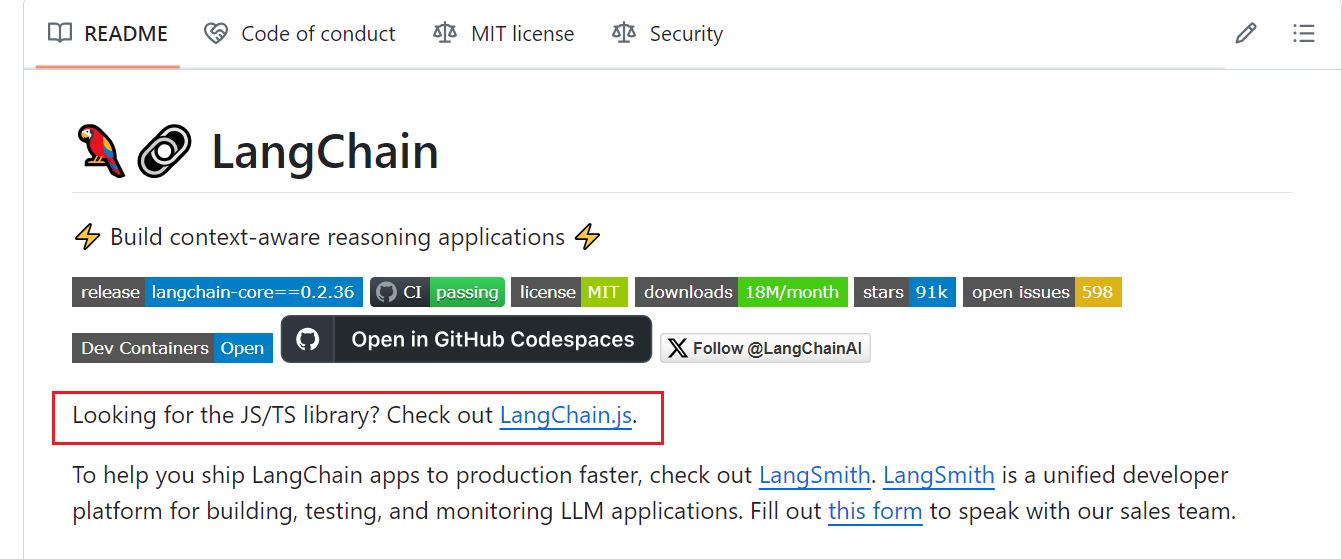 README Code of conduct MIT license Security
LangChain
⚡ Build context-aware reasoning applications ⚡
release langchain-core==0.2.36 CI passing license MIT downloads 18M/month stars 91k open issues 598
Dev Containers Open Open in GitHub Codespaces X Follow @LangChainAI
Looking for the JS/TS library? Check out LangChain.js.
To help you ship LangChain apps to production faster, check out LangSmith. LangSmith is a unified developer
platform for building, testing, and monitoring LLM applications. Fill out this form to speak with our sales team.